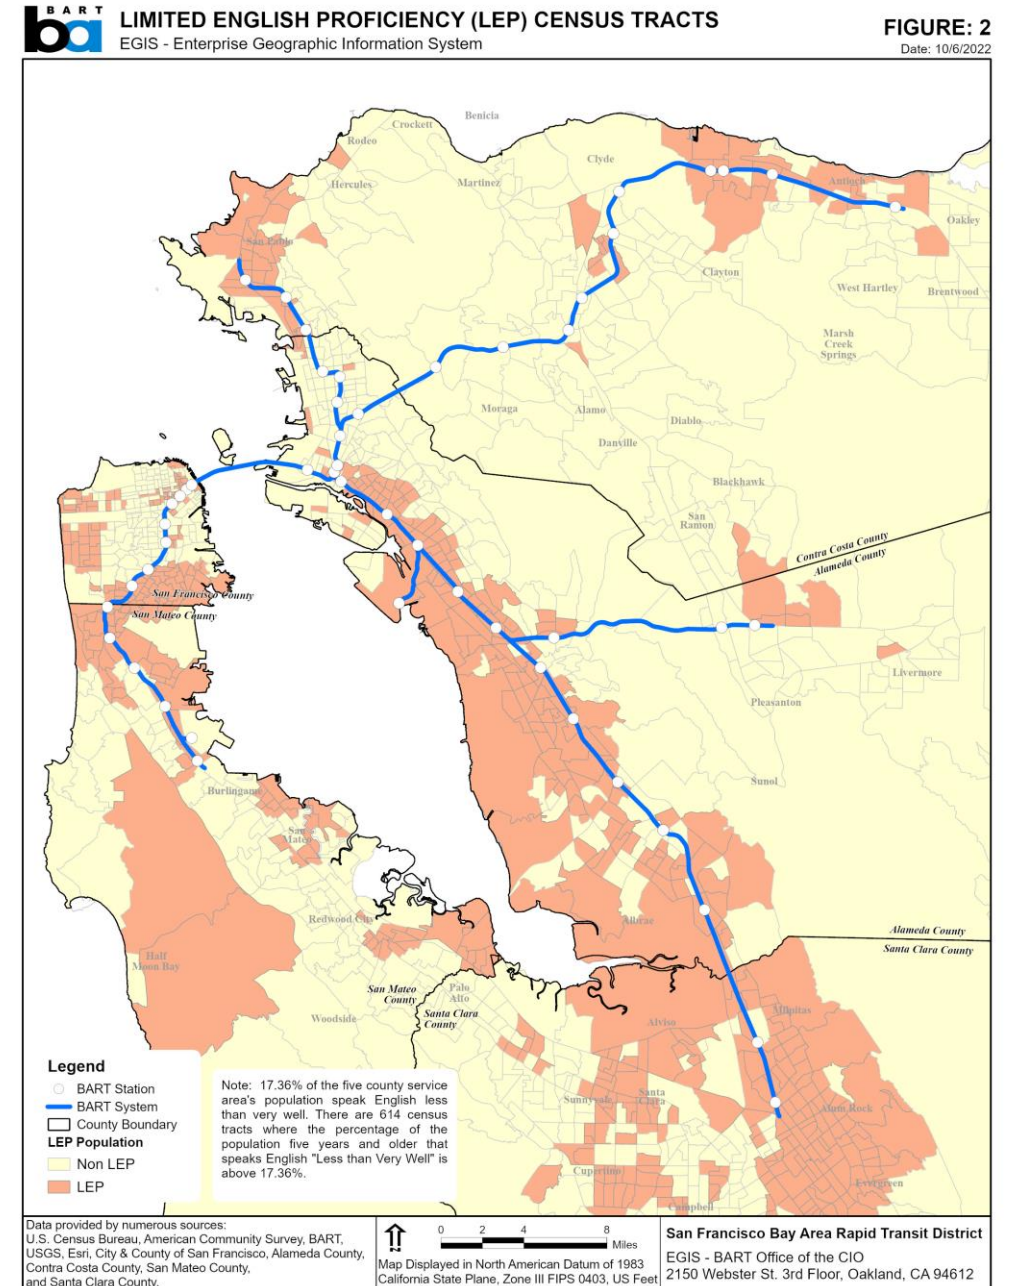 BART
ba
LIMITED ENGLISH PROFICIENCY (LEP) CENSUS TRACTS
EGIS - Enterprise Geographic Information System
FIGURE: 2
Date: 10/6/2022
Benicia
Crockett
Rodeo
Clyde
Hercules
Martinez
Antioch
Oakley
San Pablo
Clayton
West Hartley
Brentwood
Marsh
Creek
Springs
Moraga
Alamo
Diablo
Danville
Blackhawk
San
Ramon
Contra Costa County
Alameda County
San Francisco County
San Mateo County
Livermore
Pleasanton
Sunol
Burlingame
San
Mateo
Redwood City
Albrae
Alameda County
Santa Clara County
Half
Moon Bay
San Mateo
County
Palo
Alto
Santa Clara
County
Woodside
Alviso
Milpitas
Sunnyvale
Santa
Clara
Alum Rock
Cupertino
Evergreen
Campbell
Legend
BART Station
BART System
County Boundary
LEP Population
Non LEP
LEP
Note: 17.36% of the five county service
area's population speak English less
than very well. There are 614 census
tracts where the percentage of the
population five years and older that
speaks English "Less than Very Well" is
above 17.36%.
Data provided by numerous sources:
U.S. Census Bureau, American Community Survey, BART,
USGS, Esri, City & County of San Francisco, Alameda County,
Contra Costa County, San Mateo County,
and Santa Clara County.
0 2 4 8
Miles
Map Displayed in North American Datum of 1983
California State Plane, Zone III FIPS 0403, US Feet
San Francisco Bay Area Rapid Transit District
EGIS - BART Office of the CIO
2150 Webster St. 3rd Floor, Oakland, CA 94612